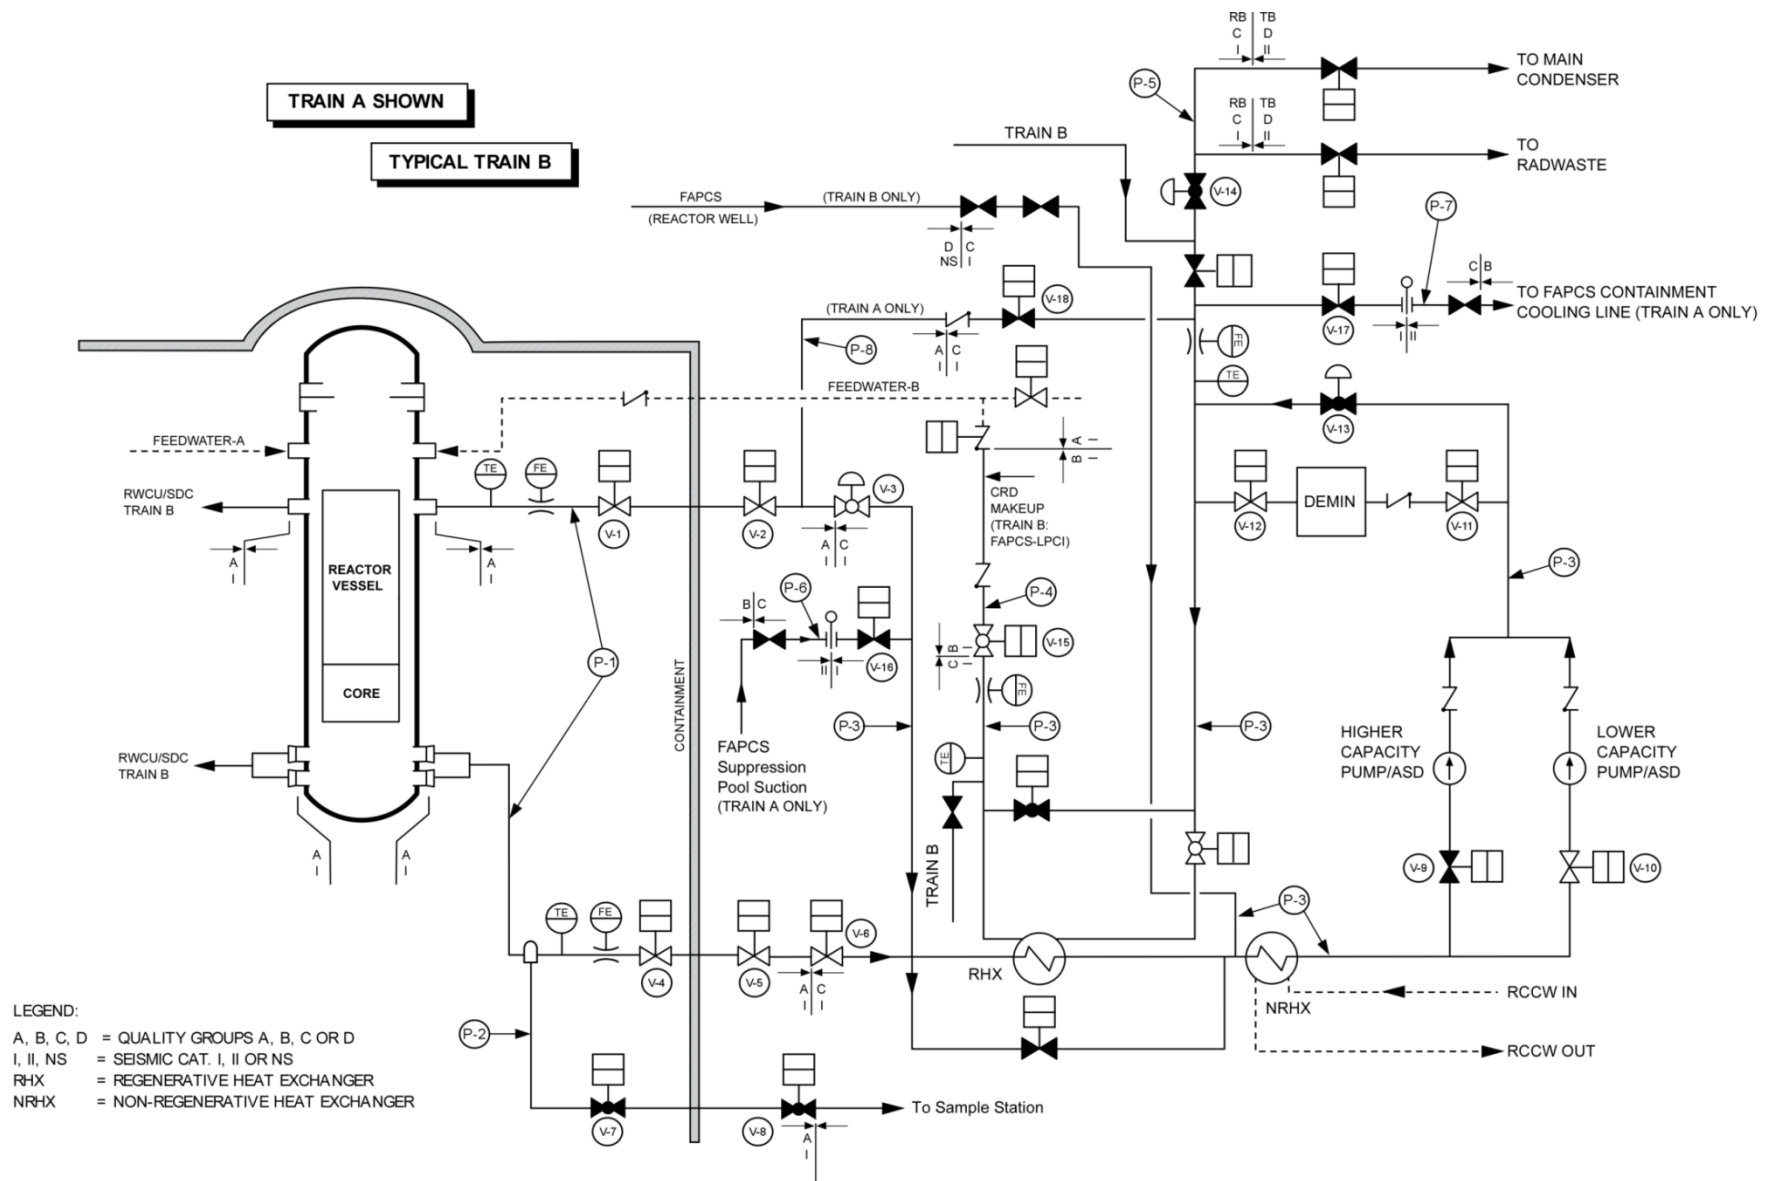 TRAIN A SHOWN
TYPICAL TRAIN B
RB TB
C D
I II
TO MAIN
CONDENSER
P-5
RB TB
C D
I II
TRAIN B
TO
RADWASTE
V-14
FAPCS
(TRAIN B ONLY)
(REACTOR WELL)
P-7
D C
NS I
C B
V-18
TO FAPCS CONTAINMENT
COOLING LINE (TRAIN A ONLY)
(TRAIN A ONLY)
V-17
I II
FE
P-8
A C
I I
TE
FEEDWATER-B
V-13
FEEDWATER-A
A I
B I
TE
FE
V-3
RWCU/SDC
TRAIN B
CRD
MAKEUP
(TRAIN B:
FAPCS-LPCI)
DEMIN
V-1
V-2
V-12
V-11
A
I
A
I
A C
I I
REACTOR
VESSEL
P-3
P-6
P-4
B C
V-15
B I
C I
II I
V-16
P-1
CORE
FE
CONTAINMENT
P-3
P-3
P-3
HIGHER
CAPACITY
PUMP/ASD
LOWER
CAPACITY
PUMP/ASD
RWCU/SDC
TRAIN B
FAPCS
Suppression
Pool Suction
(TRAIN A ONLY)
TE
TRAIN B
A
I
A
I
V-9
V-10
P-3
TE
FE
V-6
V-4
V-5
A C
I I
RHX
NRHX
RCCW IN
RCCW OUT
P-2
LEGEND:
A, B, C, D = QUALITY GROUPS A, B, C OR D
I, II, NS = SEISMIC CAT. I, II OR NS
RHX = REGENERATIVE HEAT EXCHANGER
NRHX = NON-REGENERATIVE HEAT EXCHANGER
To Sample Station
V-7
V-8
A
I